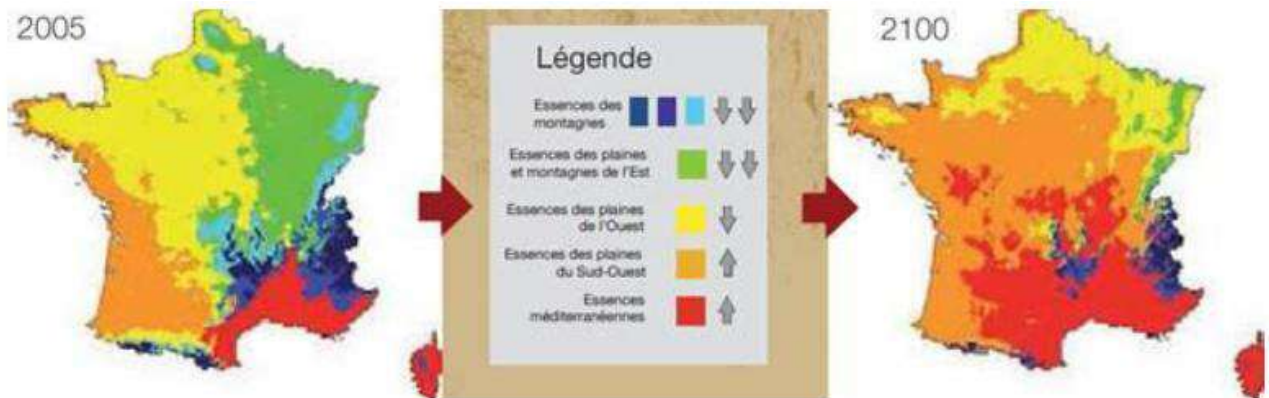 2005
Légende
Essences des
montagnes
Essences des plaines
et montagnes de l'Est
Essences des plaines
de l'Ouest
Essences des plaines
du Sud-Ouest
Essences
méditerranéennes
2100